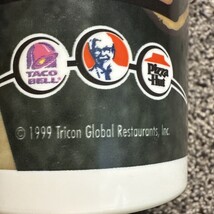 TACO BELL
Pizza Hut
© 1999 Tricon Global Restaurants, Inc.